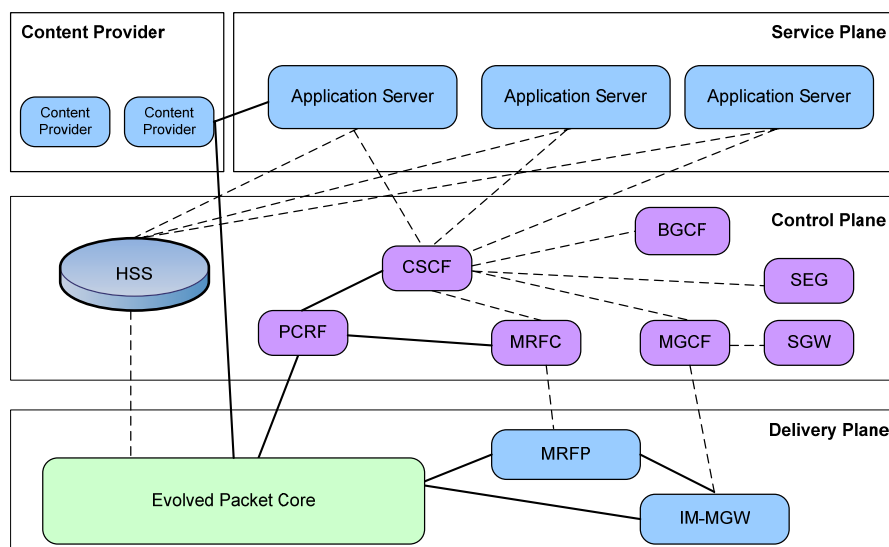 Content Provider
Service Plane
Content
Provider
Content
Provider
Application Server
Application Server
Application Server
Control Plane
HSS
CSCF
BGCF
SEG
PCRF
MRFC
MGCF
SGW
Delivery Plane
Evolved Packet Core
MRFP
IM-MGW